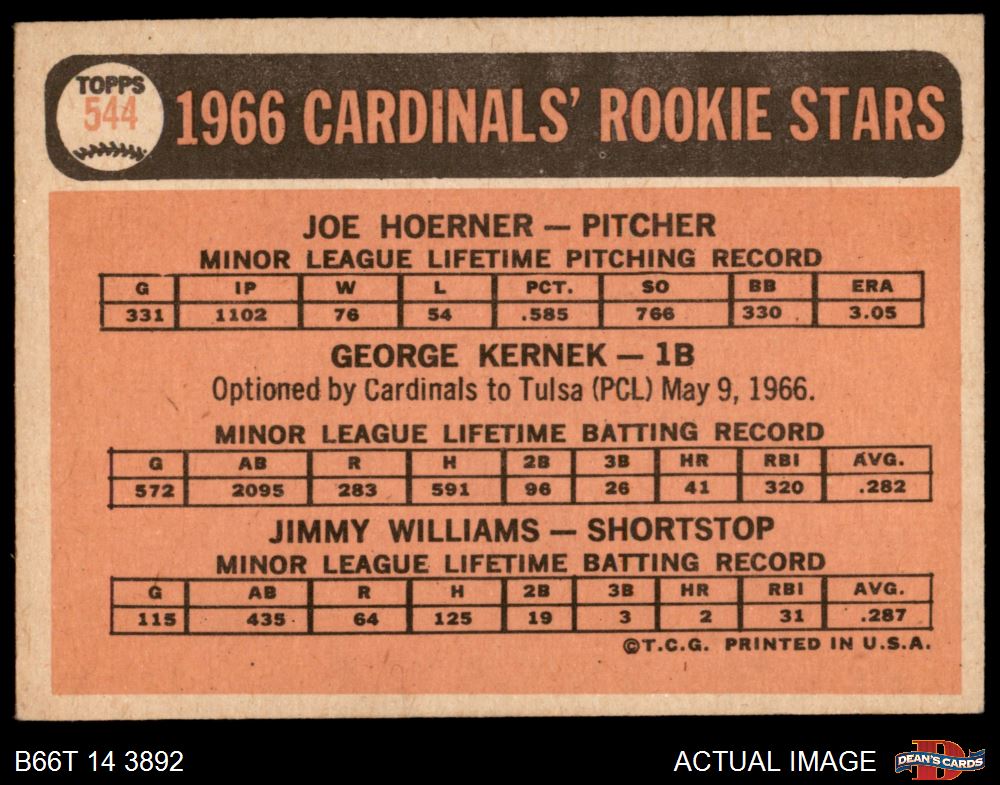 TOPPS
544
1966 CARDINALS' ROOKIE STARS
JOE HOERNER — PITCHER
MINOR LEAGUE LIFETIME PITCHING RECORD
G IP W L PCT. SO BB ERA
331 1102 76 54 .585 766 330 3.05
GEORGE KERNEK — 1B
Optioned by Cardinals to Tulsa (PCL) May 9, 1966.
MINOR LEAGUE LIFETIME BATTING RECORD
G AB R H 2B 3B HR RBI AVG.
572 2095 283 591 96 26 41 320 .282
JIMMY WILLIAMS — SHORTSTOP
MINOR LEAGUE LIFETIME BATTING RECORD
G AB R H 2B 3B HR RBI AVG.
115 435 64 125 19 3 2 31 .287
©T.C.G. PRINTED IN U.S.A.
B66T 14 3892
ACTUAL IMAGE
DEAN'S CARDS